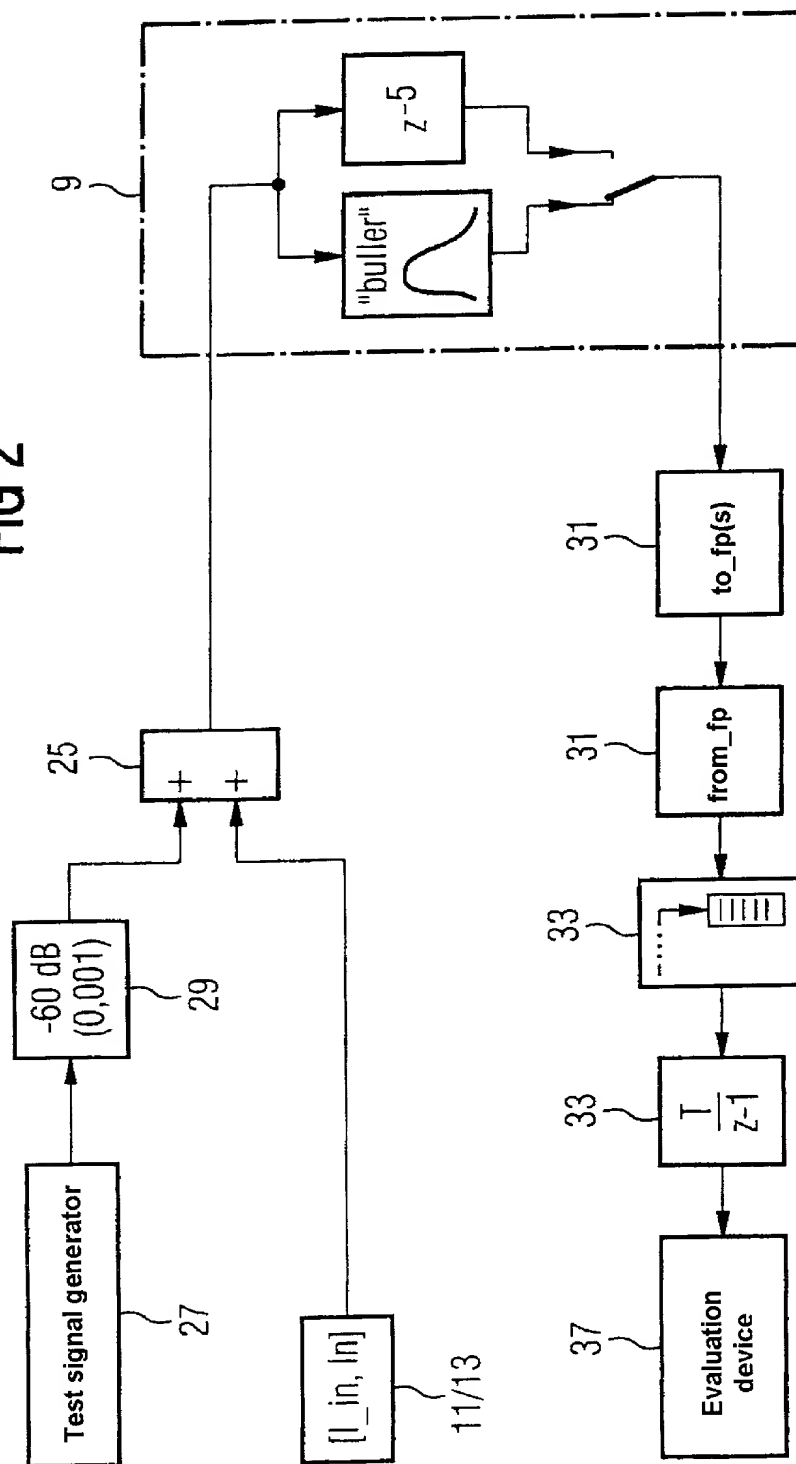 FIG 2
Test signal generator
27
-60 dB
(0,001)
29
[I_in, In]
11/13
25
+
+
9
"buller"
z-5
31
to_fp(s)
31
from_fp
33
33
T
z-1
37
Evaluation
device